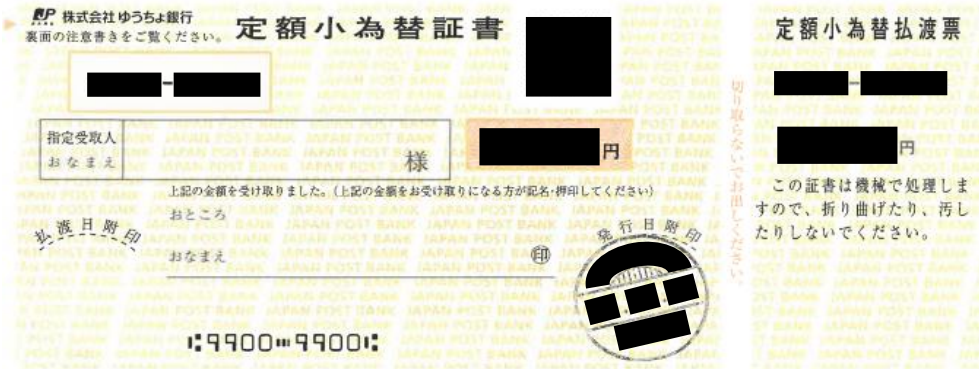 JP 株式会社 ゆうちょ銀行
裏面の注意書きをご覧ください。
定額小為替証書
指定受取人
おなまえ
様
円
上記の金額を受け取りました。(上記の金額をお受け取りになる方が記名・押印してください)
おところ
払渡日附印
おなまえ
印
発行日附印
⑆9900⑉9900⑆
切り取らないでお出しください。
定額小為替払渡票
円
この証書は機械で処理しま
すので、折り曲げたり、汚し
たりしないでください。
JAPAN POST BANK